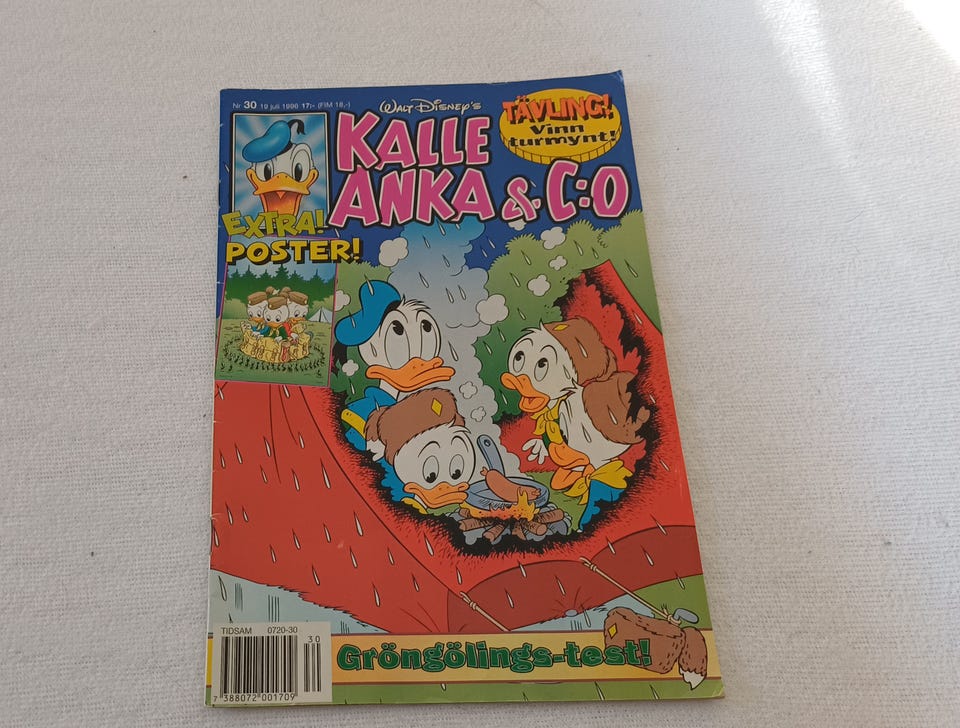 Nr 30 19 juli 1996 17:- (FIM 18,-)
WALT DISNEY'S
KALLE
ANKA & C:O
TÄVLING!
Vinn
turmynt!
EXTRA!
POSTER!
TIDSAM 0720-30
30
7 388072 001709
Gröngölings-test!